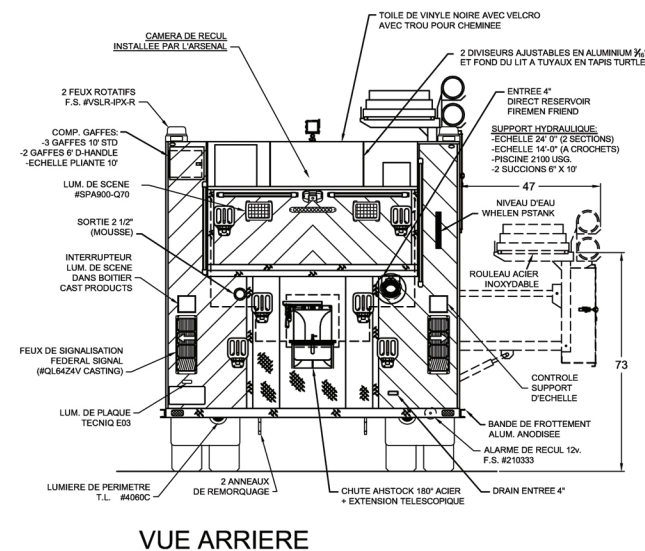 TOILE DE VINYLE NOIRE AVEC VELCRO
AVEC TROU POUR CHEMINEE
CAMERA DE RECUL
INSTALLEE PAR L'ARSENAL
2 DIVISEURS AJUSTABLES EN ALUMINIUM 3/16"
ET FOND DU LIT A TUYAUX EN TAPIS TURTLE
2 FEUX ROTATIFS
F.S. #VSLR-IPX-R
ENTREE 4"
DIRECT RESERVOIR
FIREMEN FRIEND
COMP. GAFFES:
-3 GAFFES 10' STD
-2 GAFFES 6' D-HANDLE
-ECHELLE PLIANTE 10'
SUPPORT HYDRAULIQUE:
-ECHELLE 24' 0" (2 SECTIONS)
-ECHELLE 14'-0" (A CROCHETS)
-PISCINE 2100 USG.
-2 SUCCIONS 6" X 10'
LUM. DE SCENE
#SPA900-Q70
47
NIVEAU D'EAU
WHELEN PSTANK
SORTIE 2 1/2"
(MOUSSE)
INTERRUPTEUR
LUM. DE SCENE
DANS BOITIER
CAST PRODUCTS
ROULEAU ACIER
INOXYDABLE
FEUX DE SIGNALISATION
FEDERAL SIGNAL
(#QL64Z4V CASTING)
73
CONTROLE
SUPPORT
D'ECHELLE
LUM. DE PLAQUE
TECNIQ E03
BANDE DE FROTTEMENT
ALUM. ANODISEE
ALARME DE RECUL 12v.
F.S. #210333
LUMIERE DE PERIMETRE
T.L. #4060C
2 ANNEAUX
DE REMORQUAGE
CHUTE AHSTOCK 180° ACIER
+ EXTENSION TELESCOPIQUE
DRAIN ENTREE 4"
VUE ARRIERE